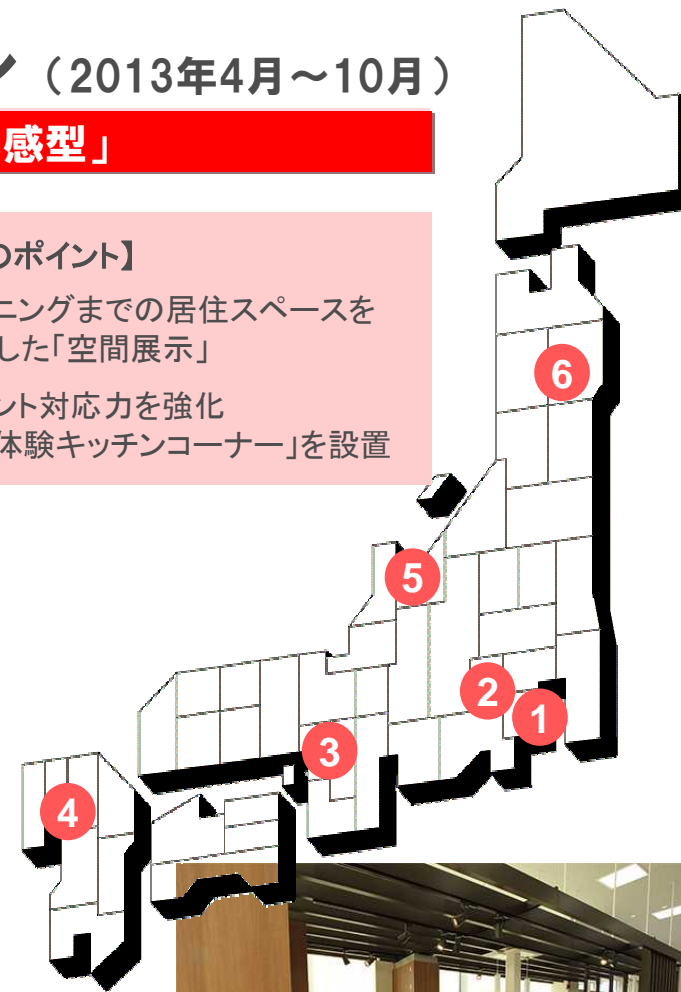 （2013年4月～10月）
感型」
のポイント】
ニングまでの居住スペースを
した「空間展示」
ント対応力を強化
体験キッチンコーナー」を設置
6
5
2
1
3
4